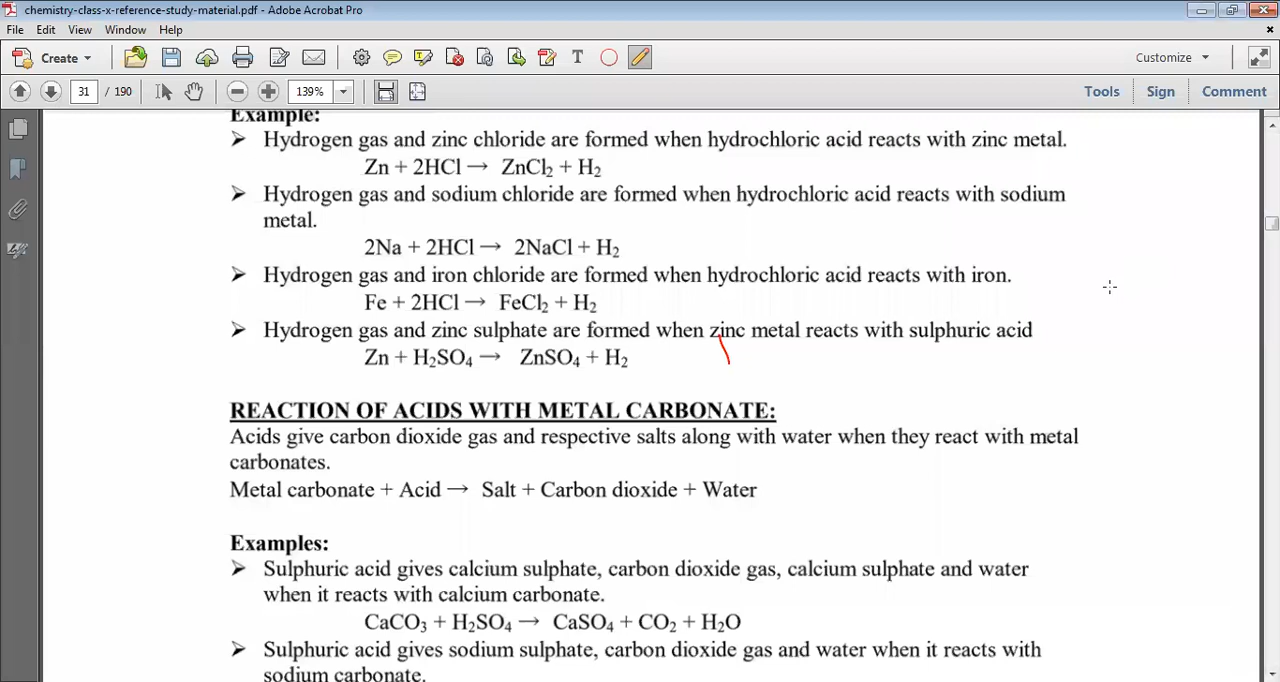 chemistry-class-x-reference-study-material.pdf - Adobe Acrobat Pro
File Edit View Window Help
Create Customize
31 / 190 139% Tools Sign Comment
Example:
➢ Hydrogen gas and zinc chloride are formed when hydrochloric acid reacts with zinc metal.
Zn + 2HCl → ZnCl₂ + H₂
➢ Hydrogen gas and sodium chloride are formed when hydrochloric acid reacts with sodium
metal.
2Na + 2HCl → 2NaCl + H₂
➢ Hydrogen gas and iron chloride are formed when hydrochloric acid reacts with iron.
Fe + 2HCl → FeCl₂ + H₂
➢ Hydrogen gas and zinc sulphate are formed when zinc metal reacts with sulphuric acid
Zn + H₂SO₄ → ZnSO₄ + H₂
REACTION OF ACIDS WITH METAL CARBONATE:
Acids give carbon dioxide gas and respective salts along with water when they react with metal
carbonates.
Metal carbonate + Acid → Salt + Carbon dioxide + Water
Examples:
➢ Sulphuric acid gives calcium sulphate, carbon dioxide gas, calcium sulphate and water
when it reacts with calcium carbonate.
CaCO₃ + H₂SO₄ → CaSO₄ + CO₂ + H₂O
➢ Sulphuric acid gives sodium sulphate, carbon dioxide gas and water when it reacts with
sodium carbonate.